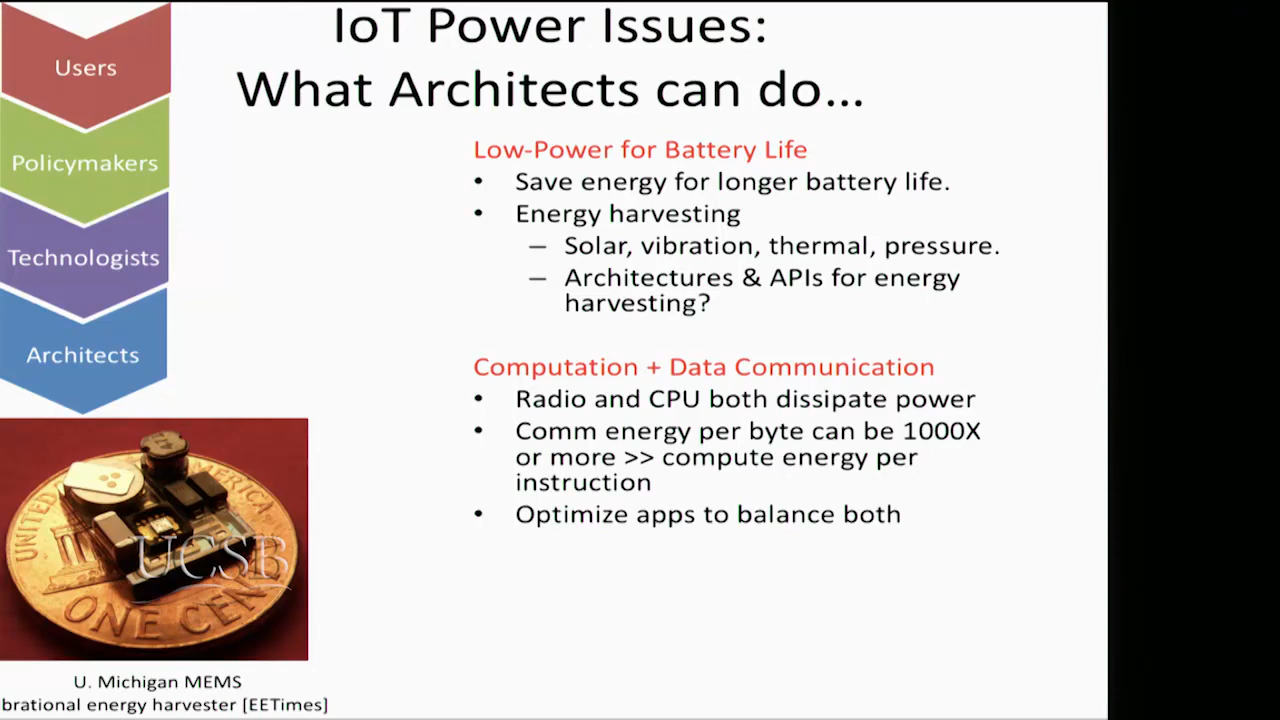 IoT Power Issues:
What Architects can do...
Users
Policymakers
Technologists
Architects
Low-Power for Battery Life
• Save energy for longer battery life.
• Energy harvesting
– Solar, vibration, thermal, pressure.
– Architectures & APIs for energy
harvesting?
Computation + Data Communication
• Radio and CPU both dissipate power
• Comm energy per byte can be 1000X
or more >> compute energy per
instruction
• Optimize apps to balance both
UNITED
AMERICA
ONE CENT
UCSB
U. Michigan MEMS
brational energy harvester [EETimes]